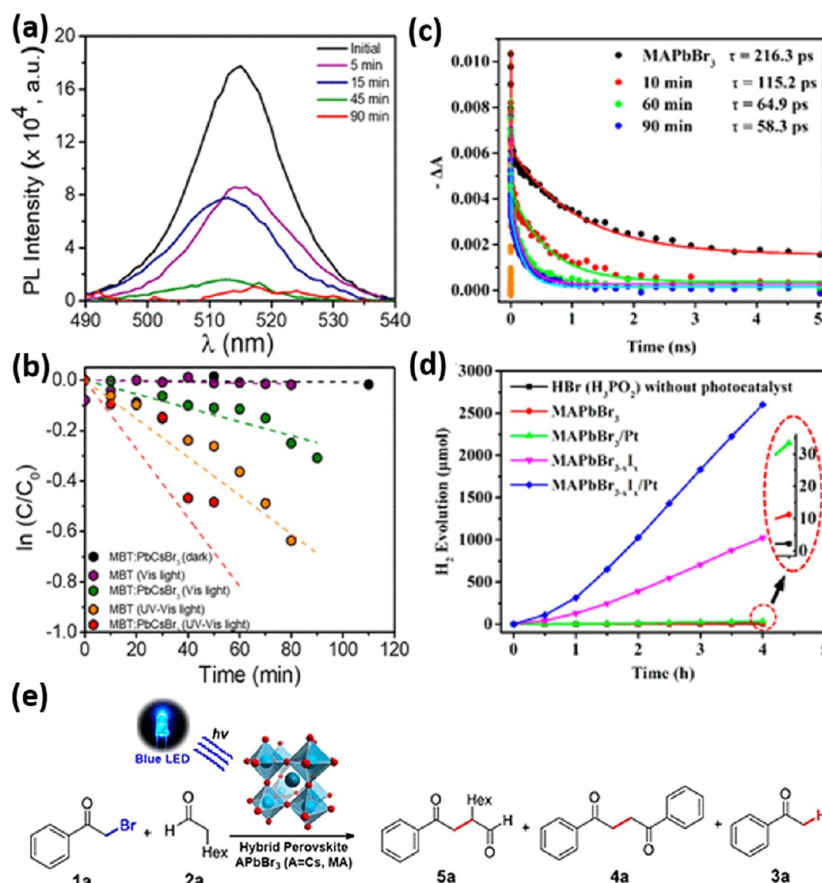 (a)
Initial
5 min
15 min
45 min
90 min
20
16
12
8
4
0
PL Intensity (x 10⁴, a.u.)
490 500 510 520 530 540
λ (nm)
(c)
MAPbBr₃ τ = 216.3 ps
10 min τ = 115.2 ps
60 min τ = 64.9 ps
90 min τ = 58.3 ps
0.010
0.008
0.006
0.004
0.002
0.000
- ΔA
0 1 2 3 4 5
Time (ns)
(b)
0.0
-0.2
-0.4
-0.6
-0.8
-1.0
ln (C/C₀)
MBT:PbCsBr₃ (dark)
MBT (Vis light)
MBT:PbCsBr₃ (Vis light)
MBT (UV-Vis light)
MBT:PbCsBr₃ (UV-Vis light)
0 20 40 60 80 100 120
Time (min)
(d)
3000
2500
2000
1500
1000
500
0
H₂ Evolution (μmol)
HBr (H₃PO₂) without photocatalyst
MAPbBr₃
MAPbBr₃/Pt
MAPbBr₃₋ₓIₓ
MAPbBr₃₋ₓIₓ/Pt
30
20
10
0
0 1 2 3 4 5
Time (h)
(e)
hν
Blue LED
O
Br
+
O
H
Hex
Hybrid Perovskite
APbBr₃ (A=Cs, MA)
O
Hex
H
O
+
O
O
+
O
H
1a 2a 5a 4a 3a